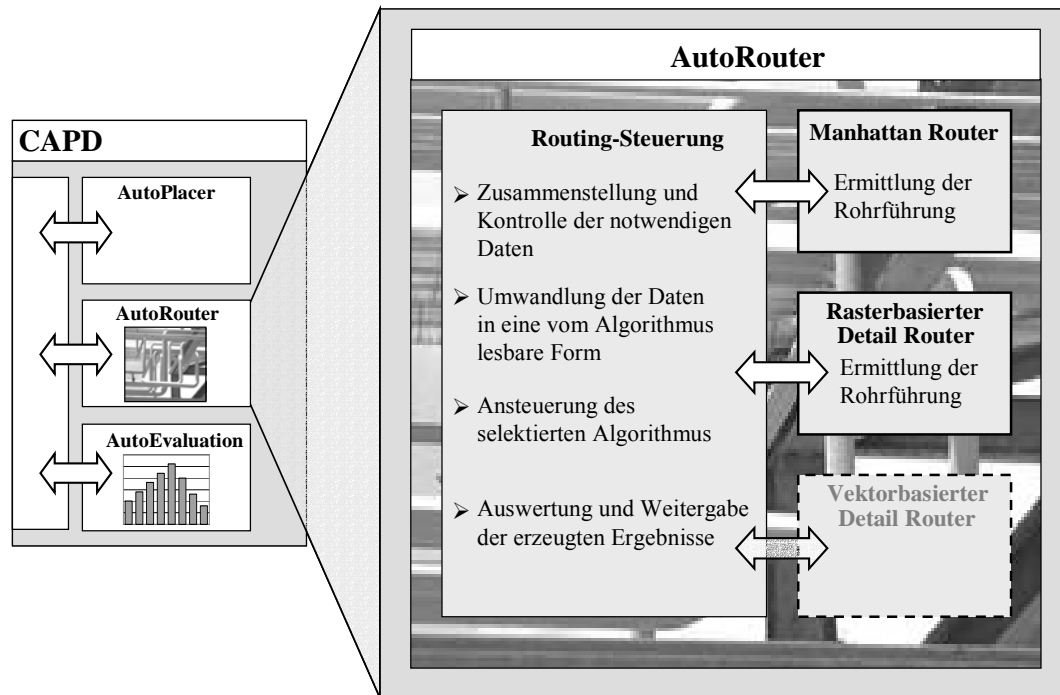 CAPD
AutoPlacer
AutoRouter
AutoEvaluation
AutoRouter
Routing-Steuerung
➢ Zusammenstellung und
Kontrolle der notwendigen
Daten
➢ Umwandlung der Daten
in eine vom Algorithmus
lesbare Form
➢ Ansteuerung des
selektierten Algorithmus
➢ Auswertung und Weitergabe
der erzeugten Ergebnisse
Manhattan Router
Ermittlung der
Rohrführung
Rasterbasierter
Detail Router
Ermittlung der
Rohrführung
Vektorbasierter
Detail Router